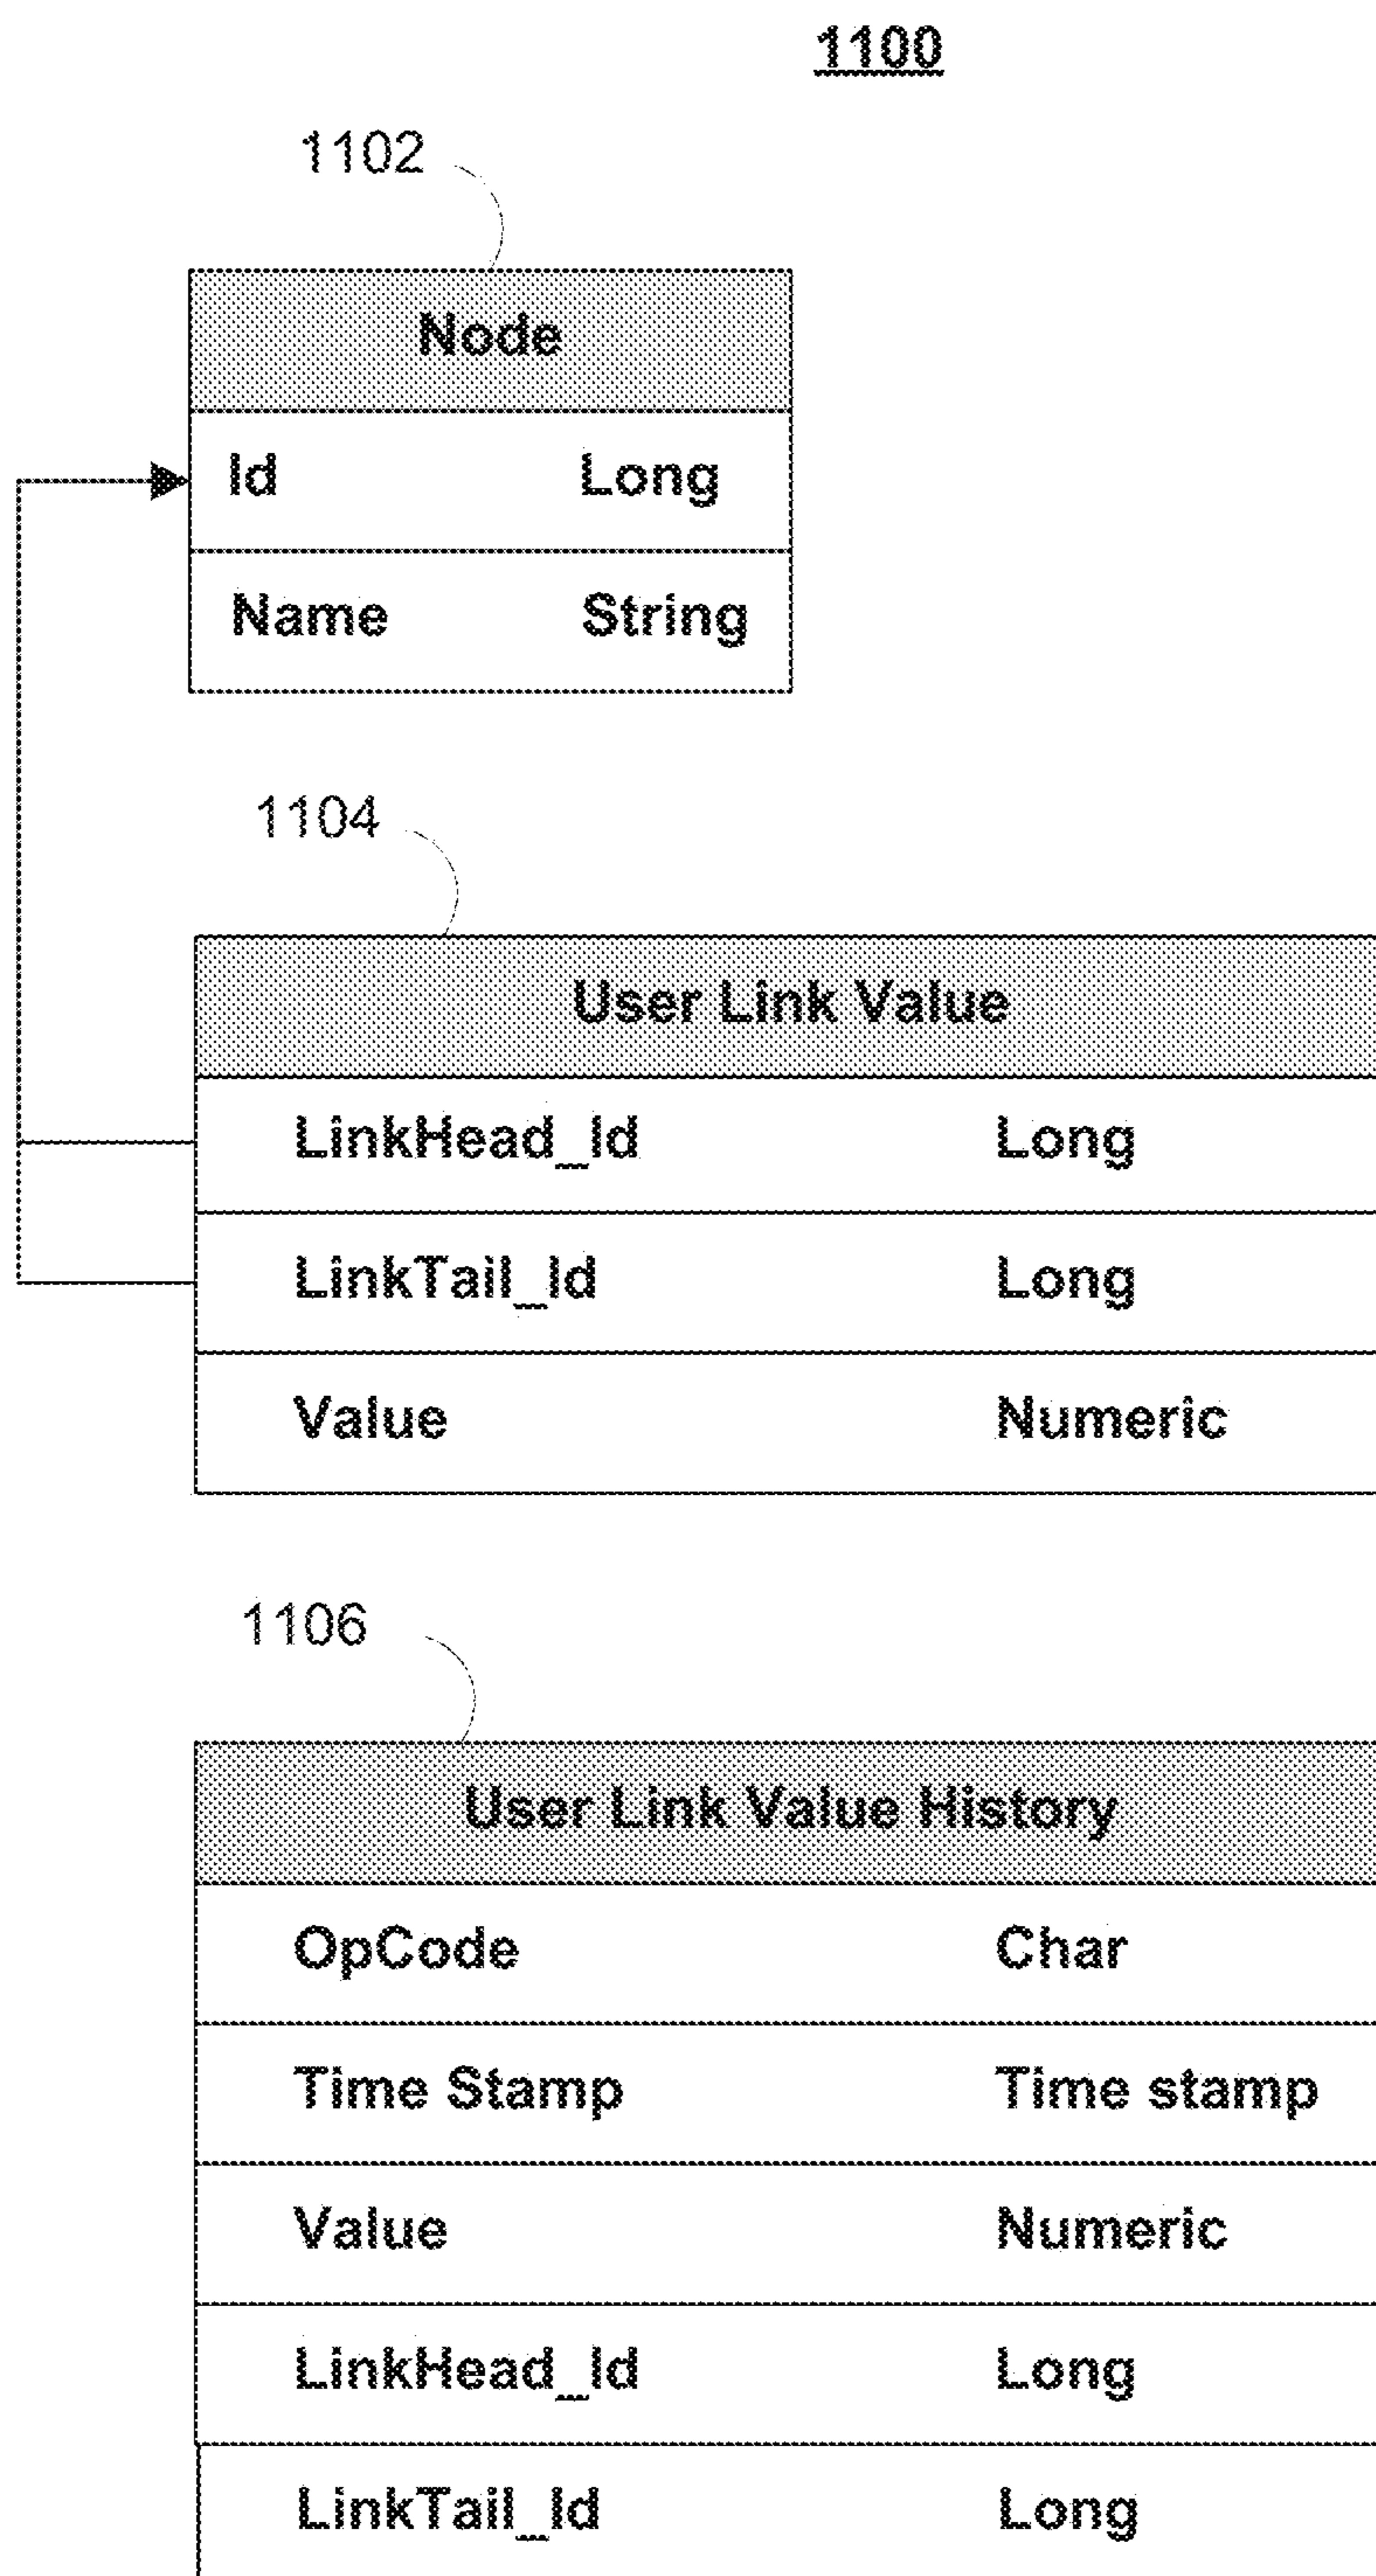 1100
1102
Node
Id Long
Name String
1104
User Link Value
LinkHead_Id Long
LinkTail_Id Long
Value Numeric
1106
User Link Value History
OpCode Char
Time Stamp Time stamp
Value Numeric
LinkHead_Id Long
LinkTail_Id Long